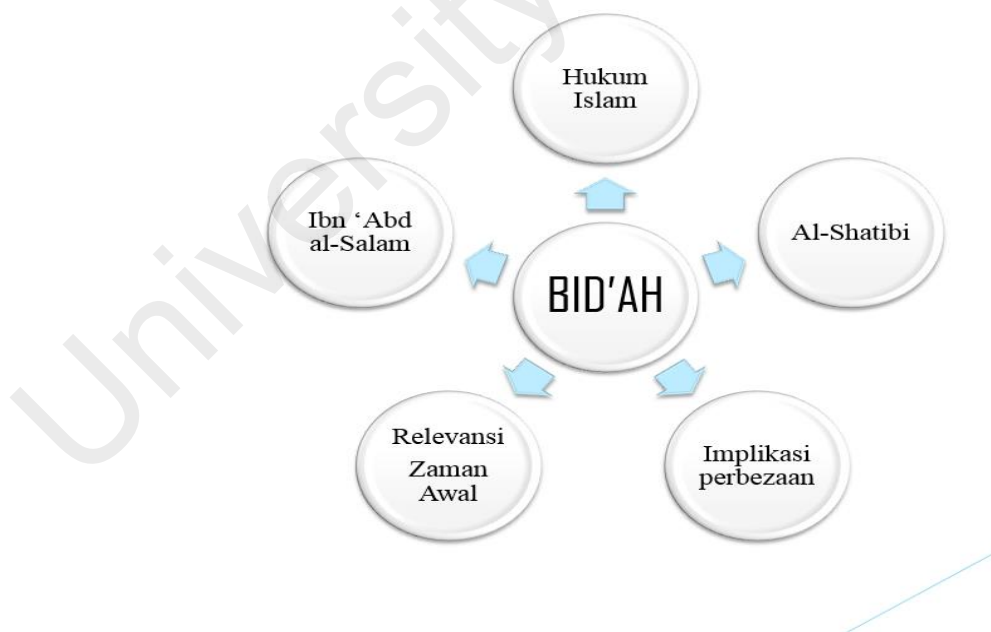 University
Hukum
Islam
Ibn ‘Abd
al-Salam
Al-Shatibi
BID'AH
Relevansi
Zaman
Awal
Implikasi
perbezaan